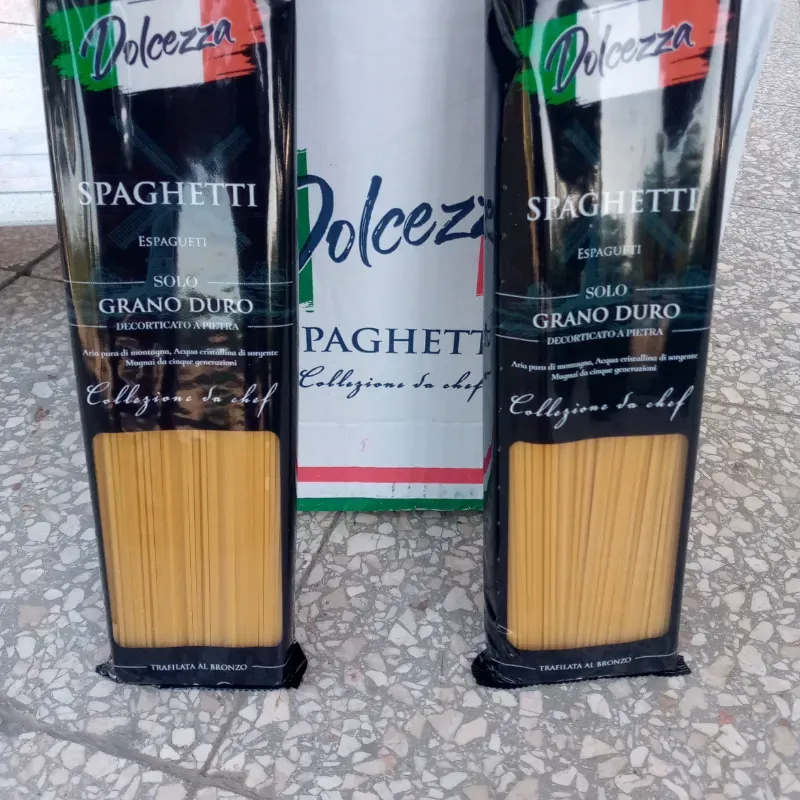 Dolcezza
SPAGHETTI
ESPAGUETI
SOLO
GRANO DURO
DECORTICATO A PIETRA
Aria pura di montagna, Acqua cristallina di sorgente
Mugnai da cinque generazioni
Collezione da chef
TRAFILATA AL BRONZO
Dolcezz
PAGHETT
Collezione da chef
Dolcezza
SPAGHETTI
ESPAGUETI
SOLO
GRANO DURO
DECORTICATO A PIETRA
Aria pura di montagna, Acqua cristallina di sorgente
Mugnai da cinque generazioni
Collezione da chef
TRAFILATA AL BRONZO